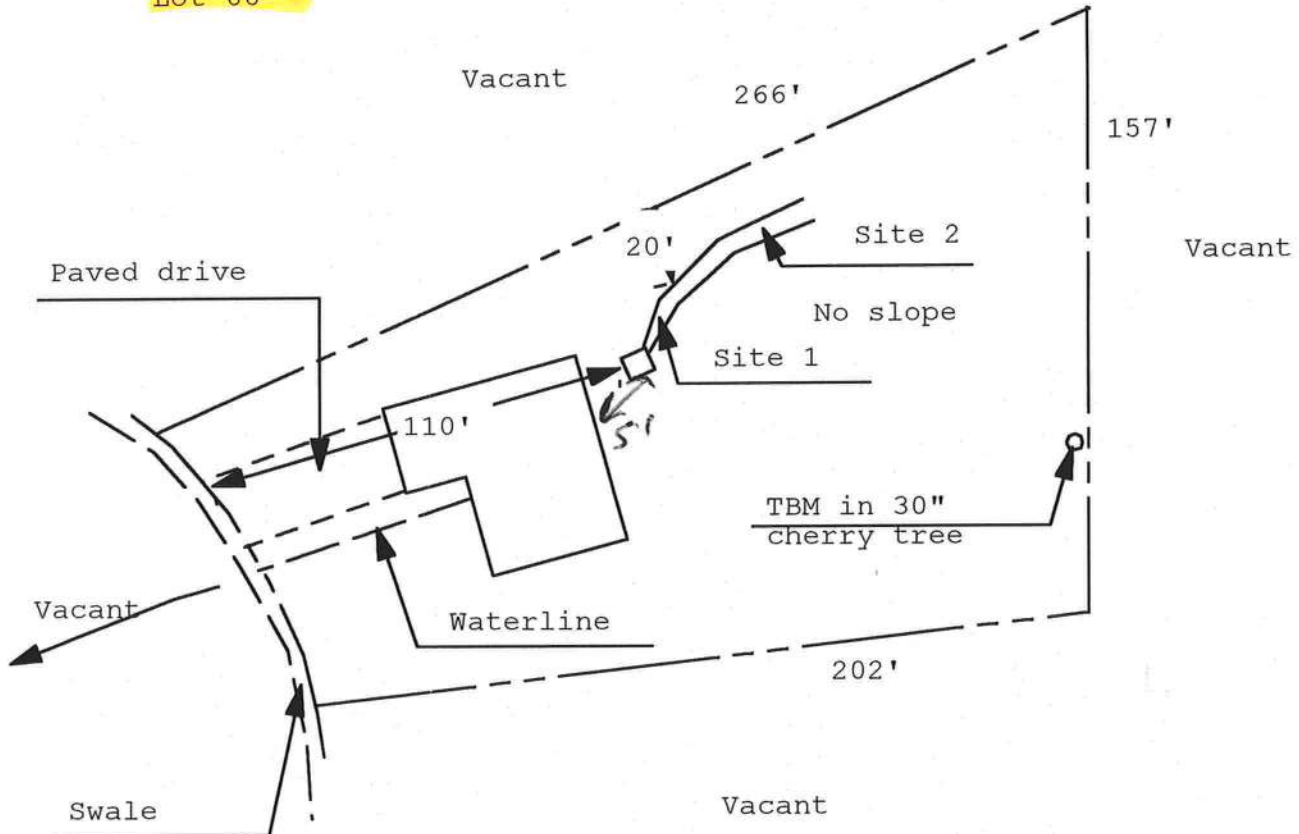 Vacant
266'
157'
20'
Site 2
Vacant
Paved drive
No slope
Site 1
110'
5'
TBM in 30"
cherry tree
Vacant
Waterline
202'
Swale
Vacant